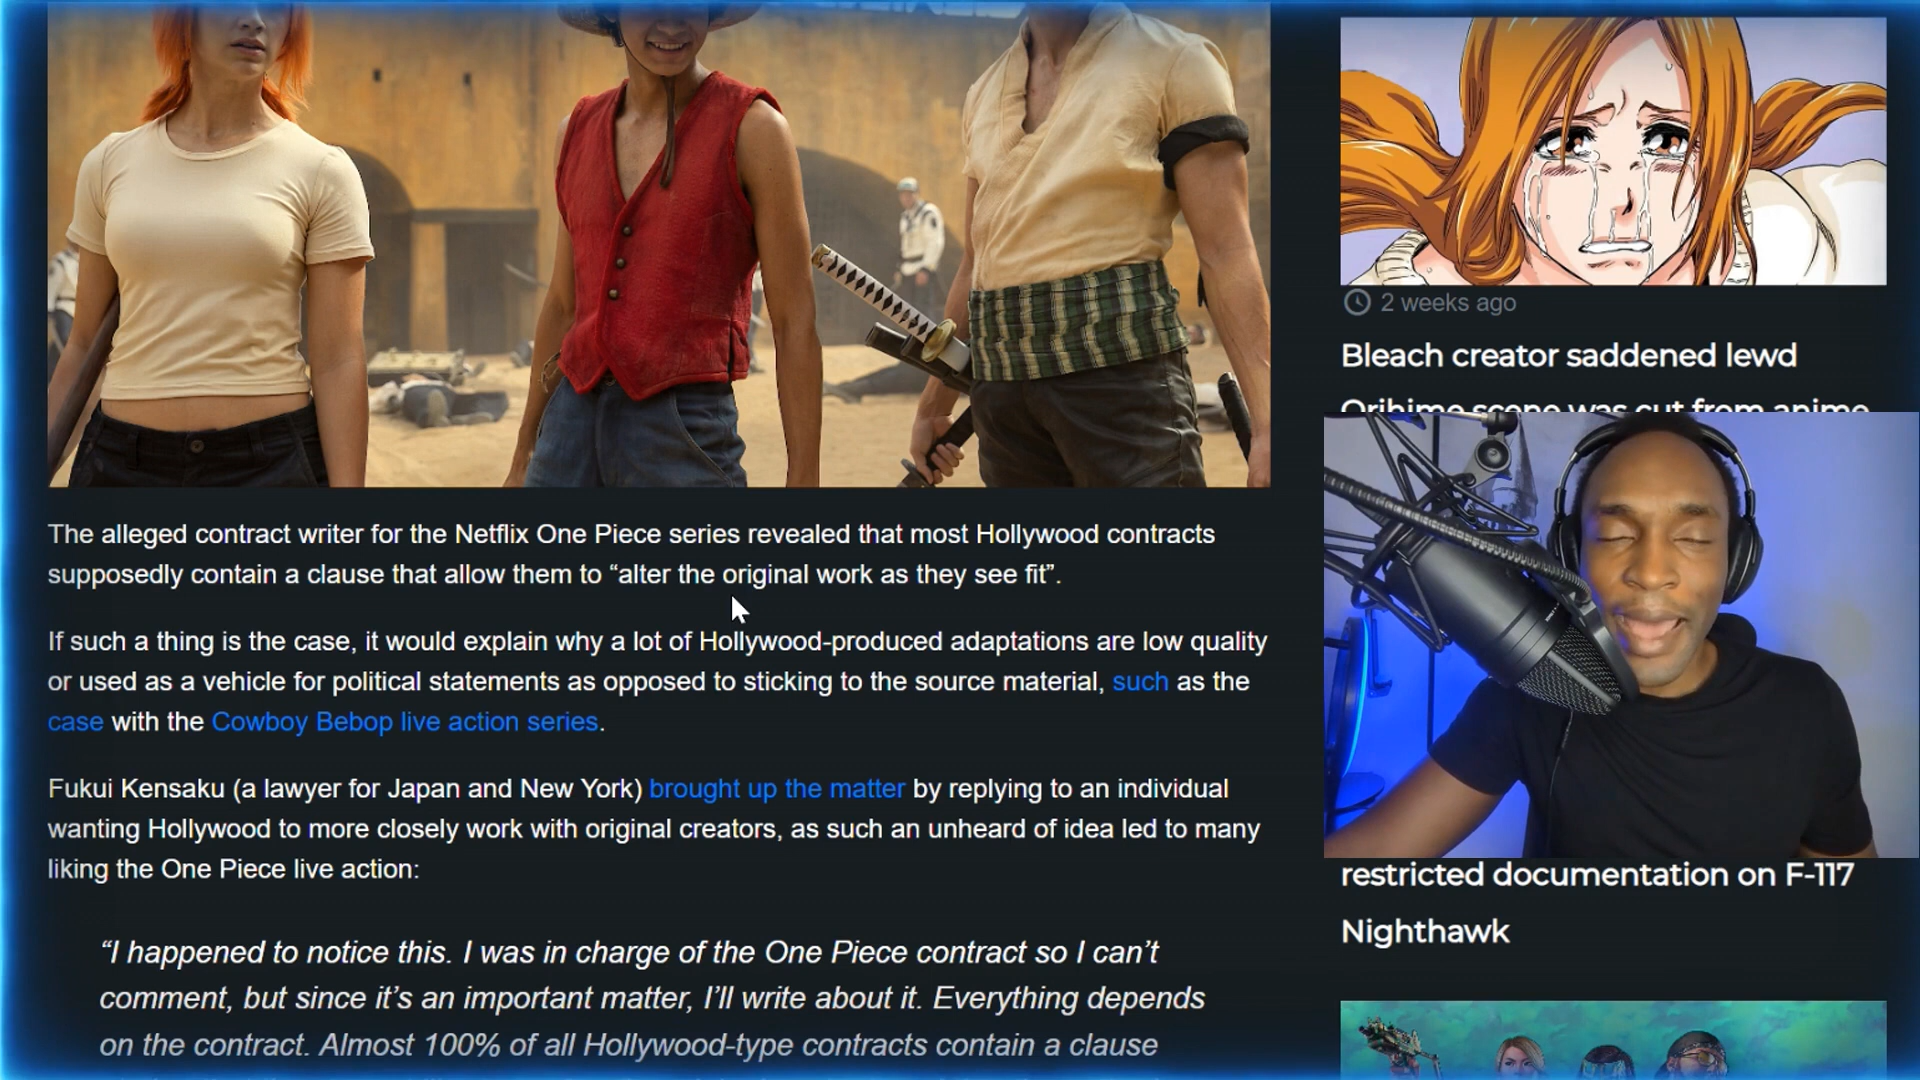 The alleged contract writer for the Netflix One Piece series revealed that most Hollywood contracts
supposedly contain a clause that allow them to “alter the original work as they see fit”.
If such a thing is the case, it would explain why a lot of Hollywood-produced adaptations are low quality
or used as a vehicle for political statements as opposed to sticking to the source material, such as the
case with the Cowboy Bebop live action series.
Fukui Kensaku (a lawyer for Japan and New York) brought up the matter by replying to an individual
wanting Hollywood to more closely work with original creators, as such an unheard of idea led to many
liking the One Piece live action:
“I happened to notice this. I was in charge of the One Piece contract so I can’t
comment, but since it’s an important matter, I’ll write about it. Everything depends
on the contract. Almost 100% of all Hollywood-type contracts contain a clause
2 weeks ago
Bleach creator saddened lewd
Orihime scene was cut from anime
restricted documentation on F-117
Nighthawk